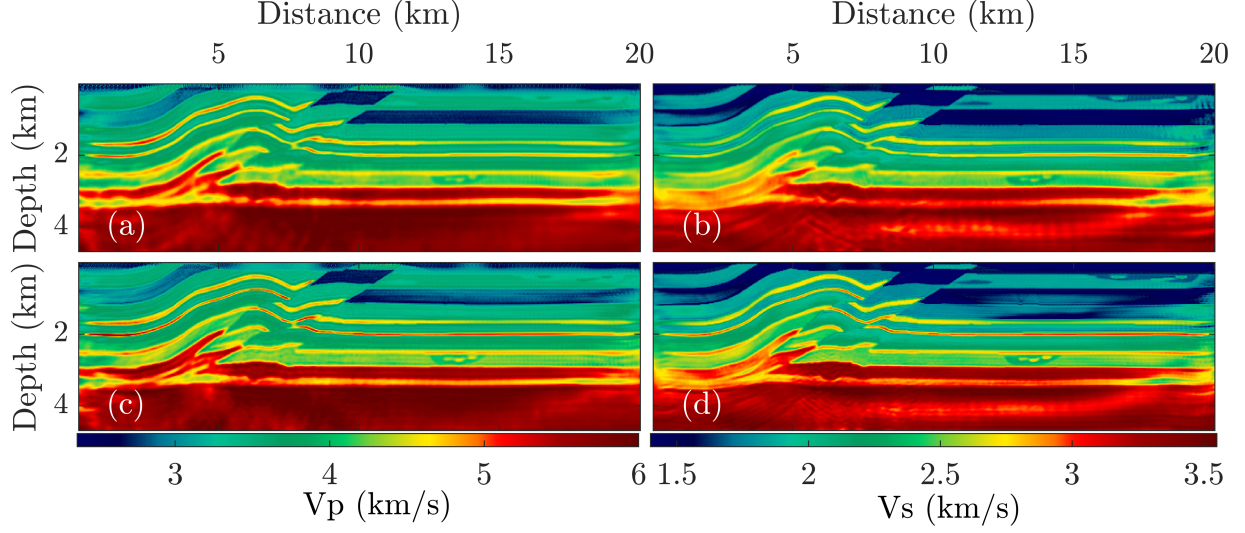 Distance (km) Distance (km)
5 10 15 20 5 10 15 20
Depth (km)
2
4
(a) (b)
Depth (km)
2
4
(c) (d)
3 4 5 6 1.5 2 2.5 3 3.5
Vp (km/s) Vs (km/s)